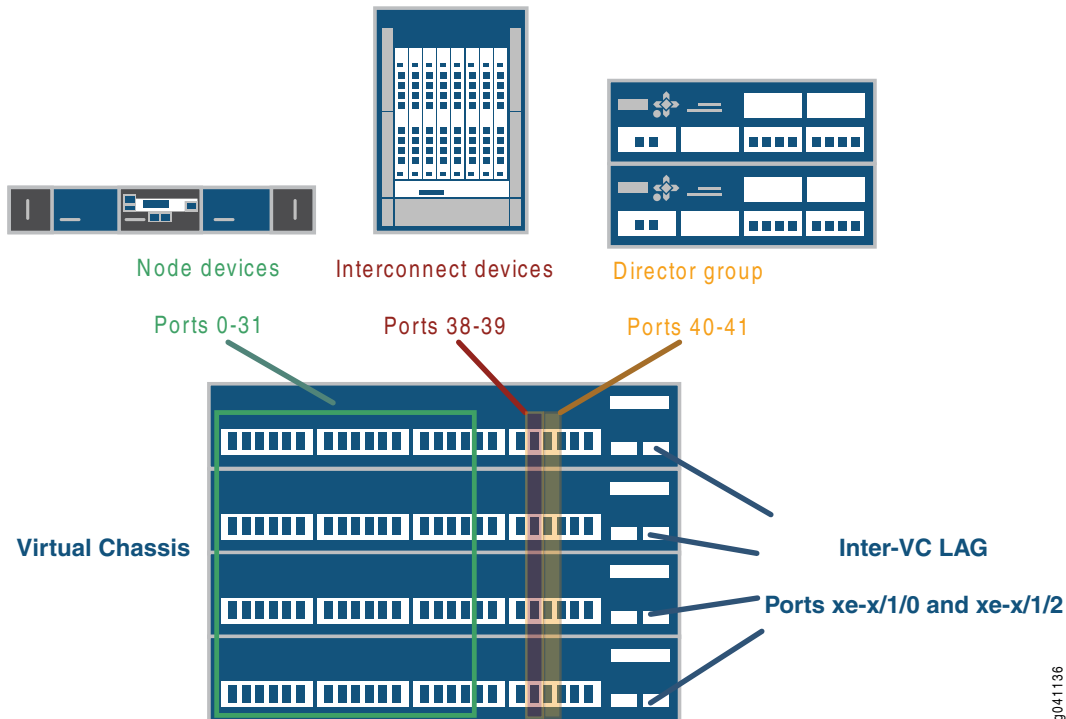 Node devices
Interconnect devices
Director group
Ports 0-31
Ports 38-39
Ports 40-41
Virtual Chassis
Inter-VC LAG
Ports xe-x/1/0 and xe-x/1/2
g041136